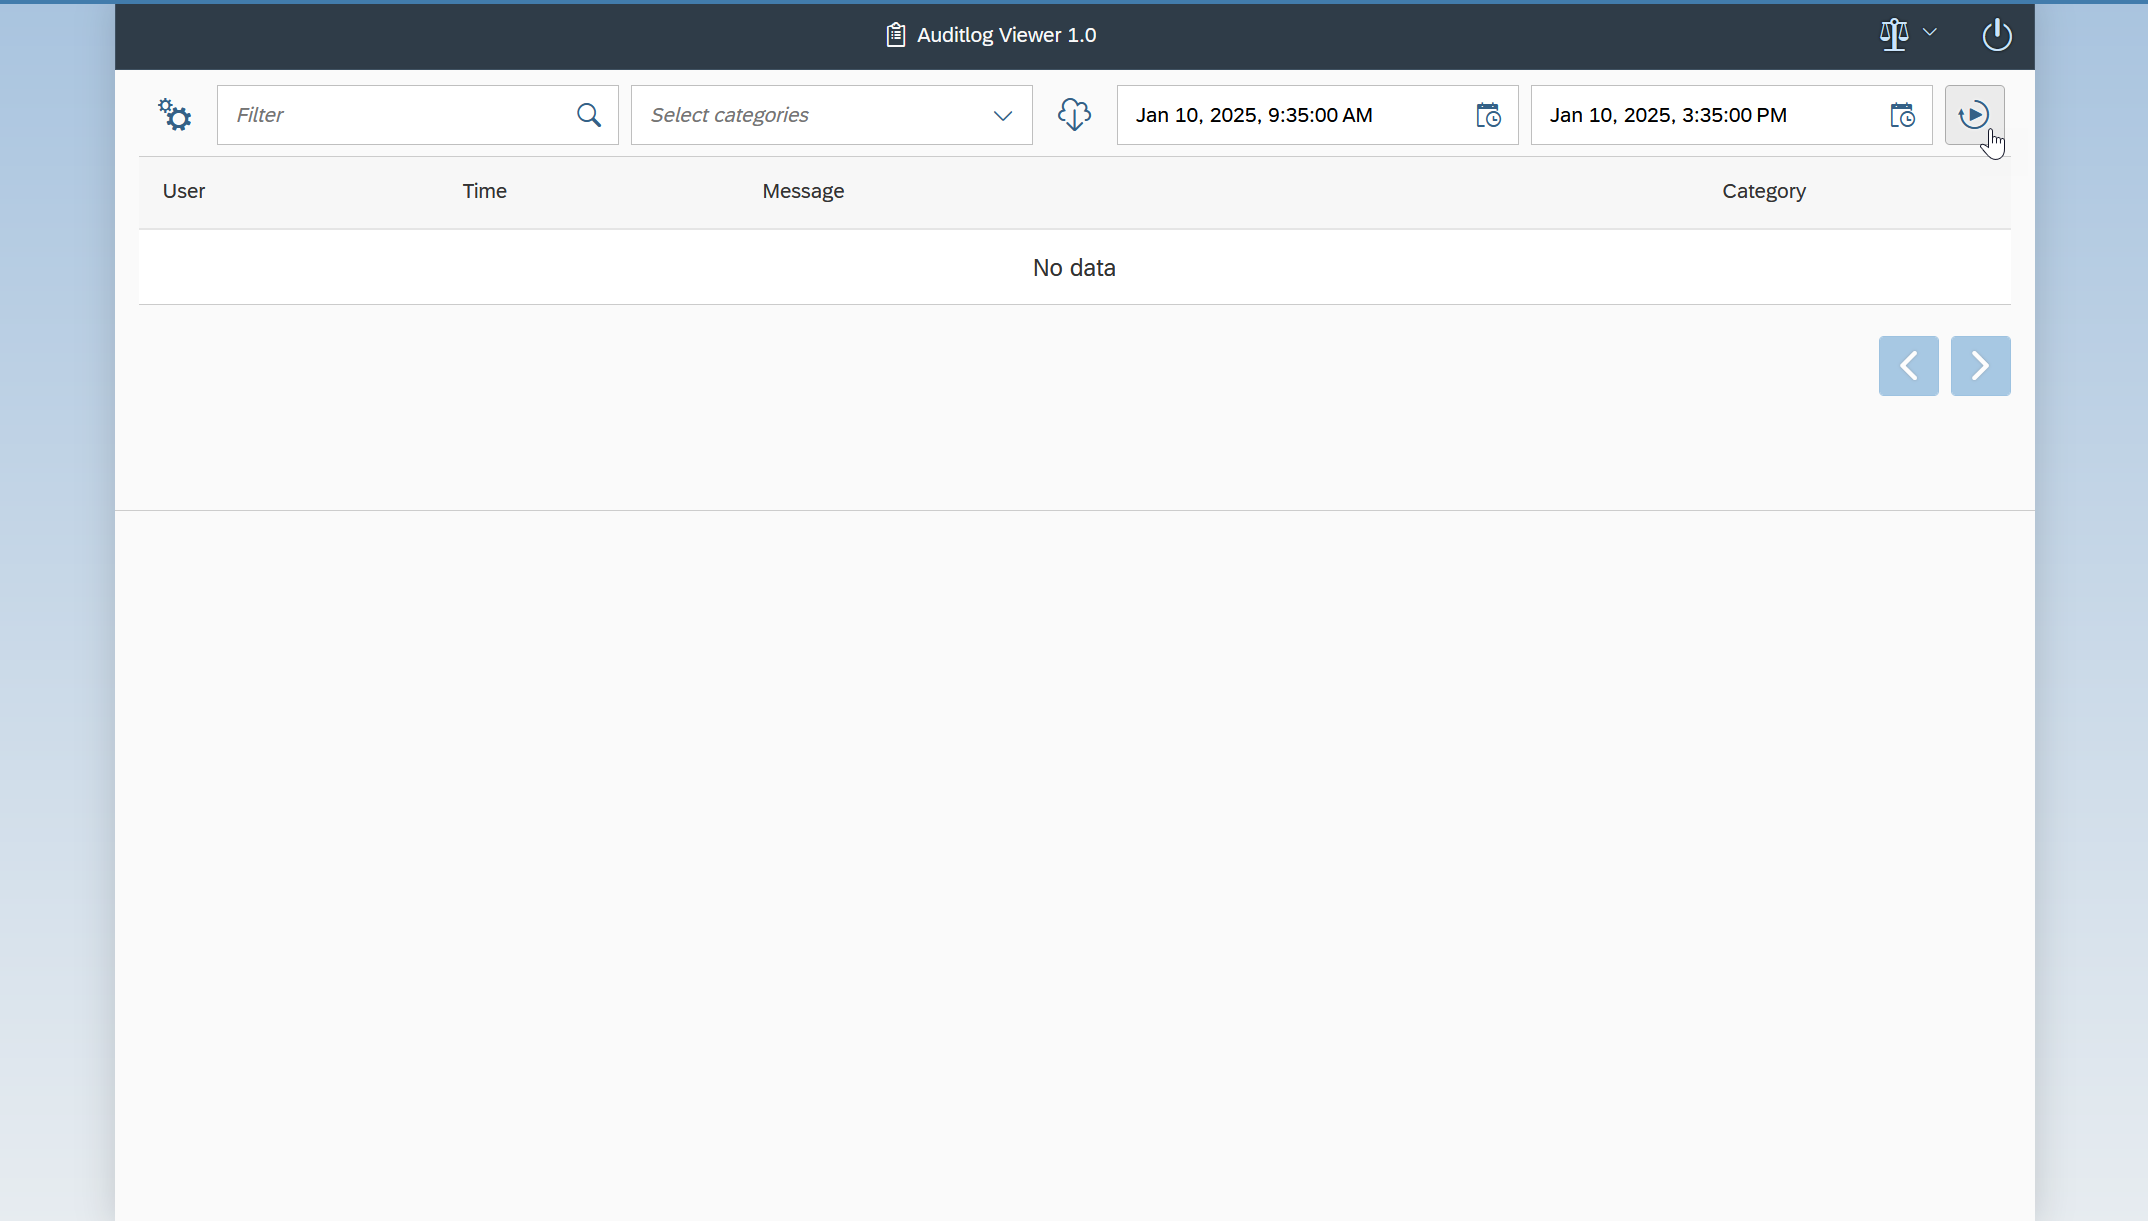 Auditlog Viewer 1.0
Filter
Select categories
Jan 10, 2025, 9:35:00 AM
Jan 10, 2025, 3:35:00 PM
User Time Message Category
No data